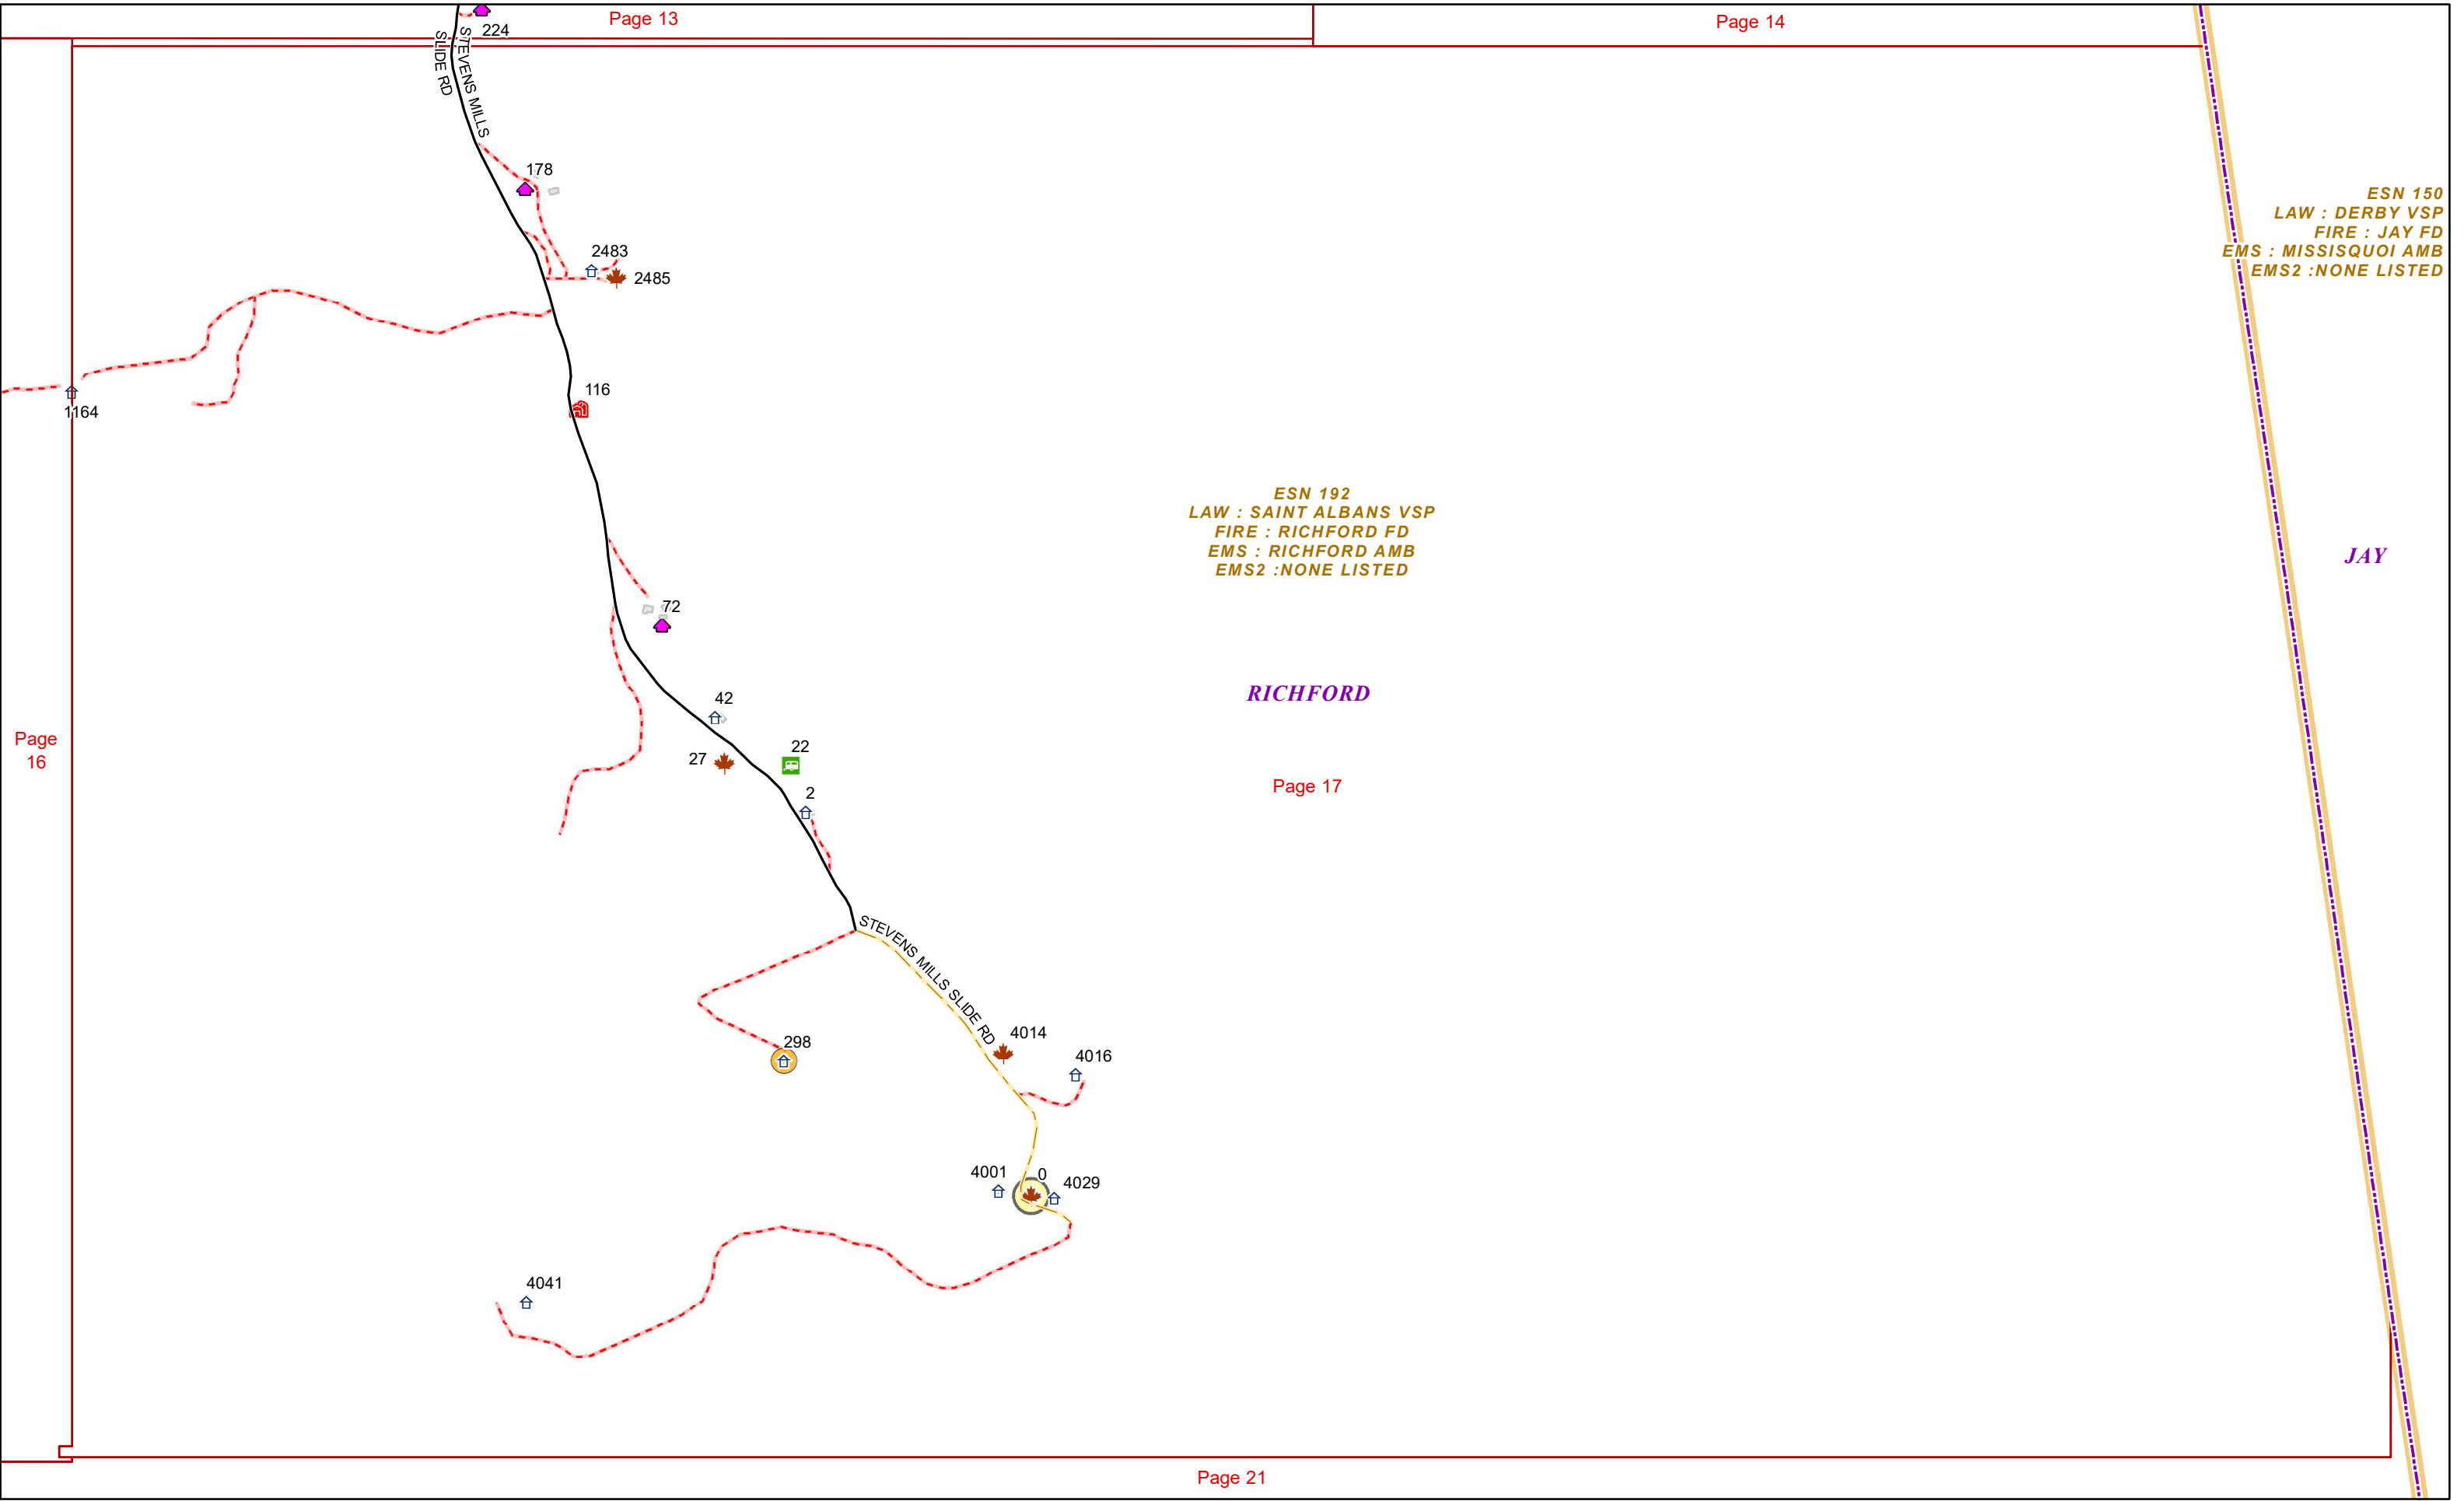 Page 13
Page 14
224
STEVENS MILLS
SLIDE RD
178
ESN 150
LAW : DERBY VSP
FIRE : JAY FD
EMS : MISSISQUOI AMB
EMS2 :NONE LISTED
2483
2485
116
1164
ESN 192
LAW : SAINT ALBANS VSP
FIRE : RICHFORD FD
EMS : RICHFORD AMB
EMS2 :NONE LISTED
JAY
72
RICHFORD
42
Page
16
27
22
Page 17
2
STEVENS MILLS SLIDE RD
298
4014
4016
4001
0
4029
4041
Page 21